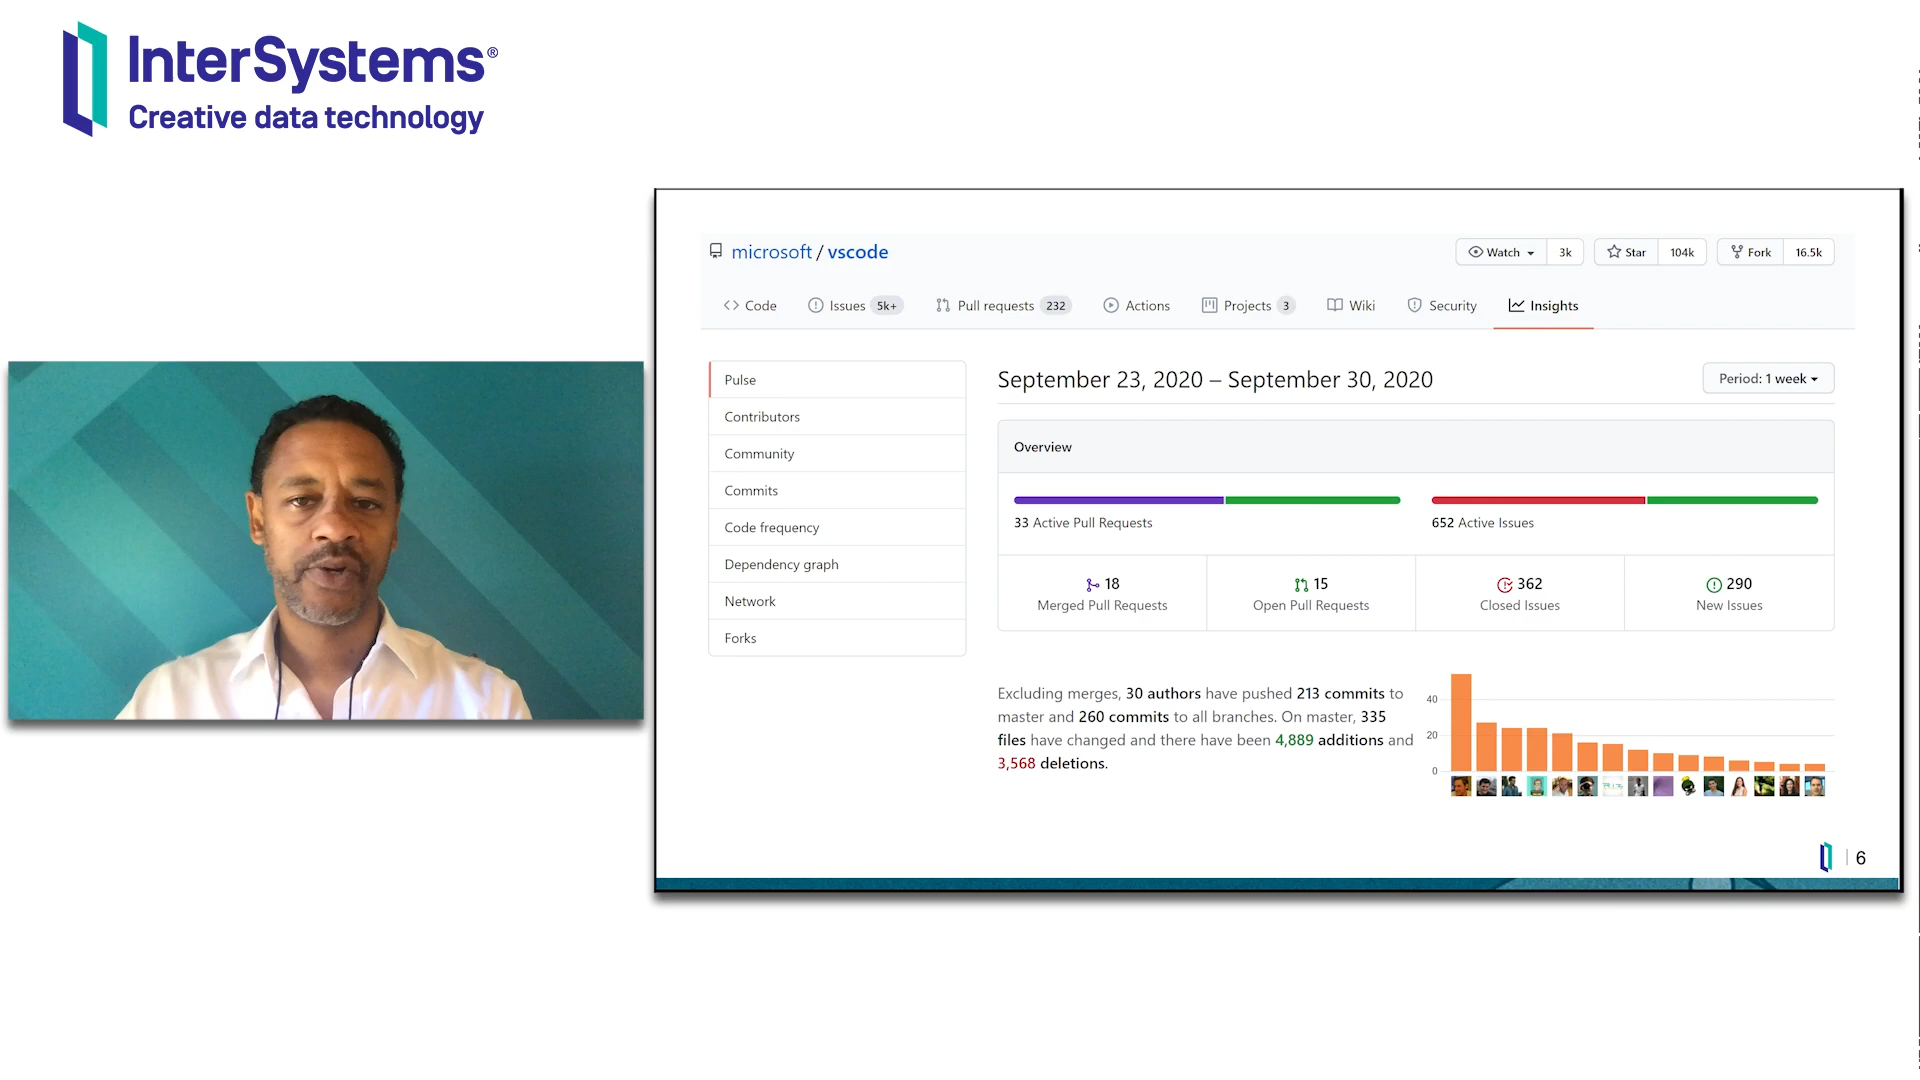 InterSystems®
Creative data technology
microsoft / vscode
Watch 3k
Star 104k
Fork 16.5k
Code
Issues 5k+
Pull requests 232
Actions
Projects 3
Wiki
Security
Insights
Pulse
Contributors
Community
Commits
Code frequency
Dependency graph
Network
Forks
September 23, 2020 – September 30, 2020
Period: 1 week
Overview
33 Active Pull Requests
652 Active Issues
18
Merged Pull Requests
15
Open Pull Requests
362
Closed Issues
290
New Issues
Excluding merges, 30 authors have pushed 213 commits to
master and 260 commits to all branches. On master, 335
files have changed and there have been 4,889 additions and
3,568 deletions.
40
20
0
6